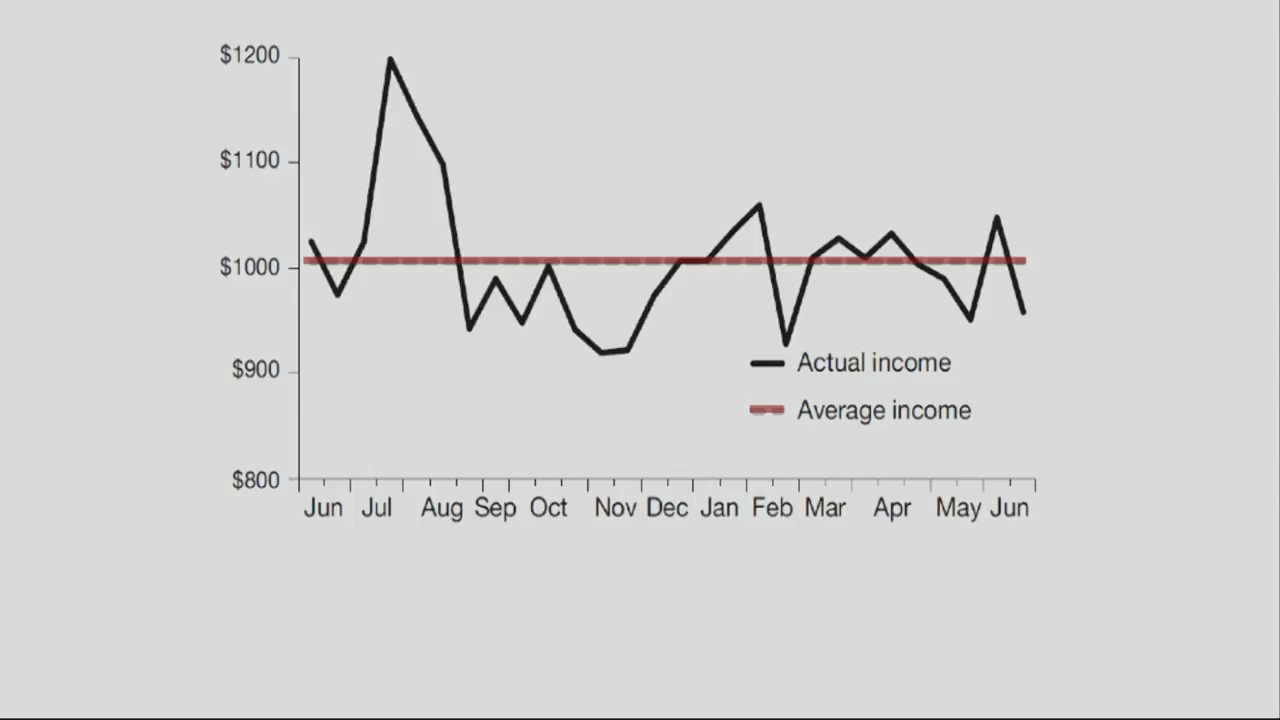 $1200
$1100
$1000
$900
$800
Actual income
Average income
Jun Jul Aug Sep Oct Nov Dec Jan Feb Mar Apr May Jun